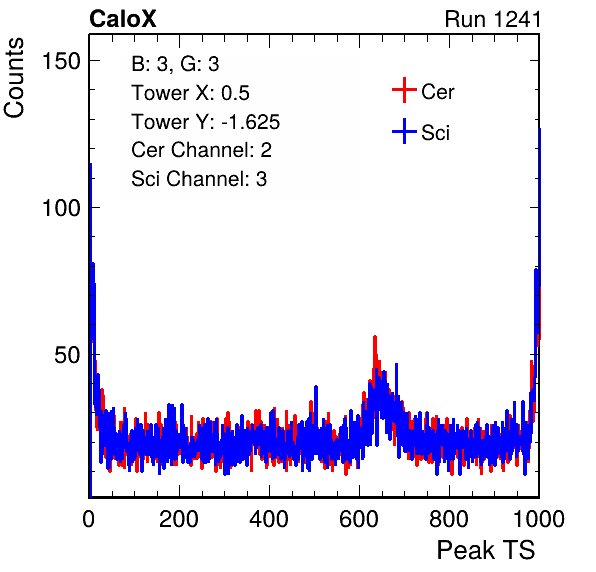 CaloX Run 1241
Counts
150
100
50
B: 3, G: 3
Tower X: 0.5
Tower Y: -1.625
Cer Channel: 2
Sci Channel: 3
Cer
Sci
0 200 400 600 800 1000
Peak TS